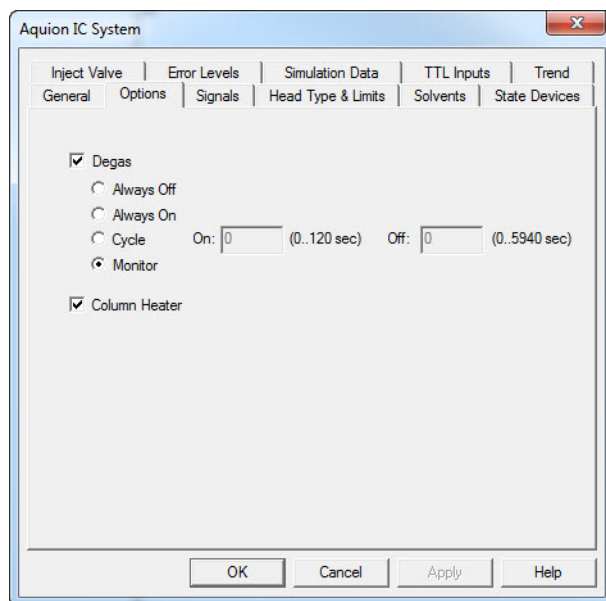 Aquion IC System
Inject Valve Error Levels Simulation Data TTL Inputs Trend
General Options Signals Head Type & Limits Solvents State Devices
Degas
Always Off
Always On
Cycle On: 0 (0..120 sec) Off: 0 (0..5940 sec)
Monitor
Column Heater
OK Cancel Apply Help